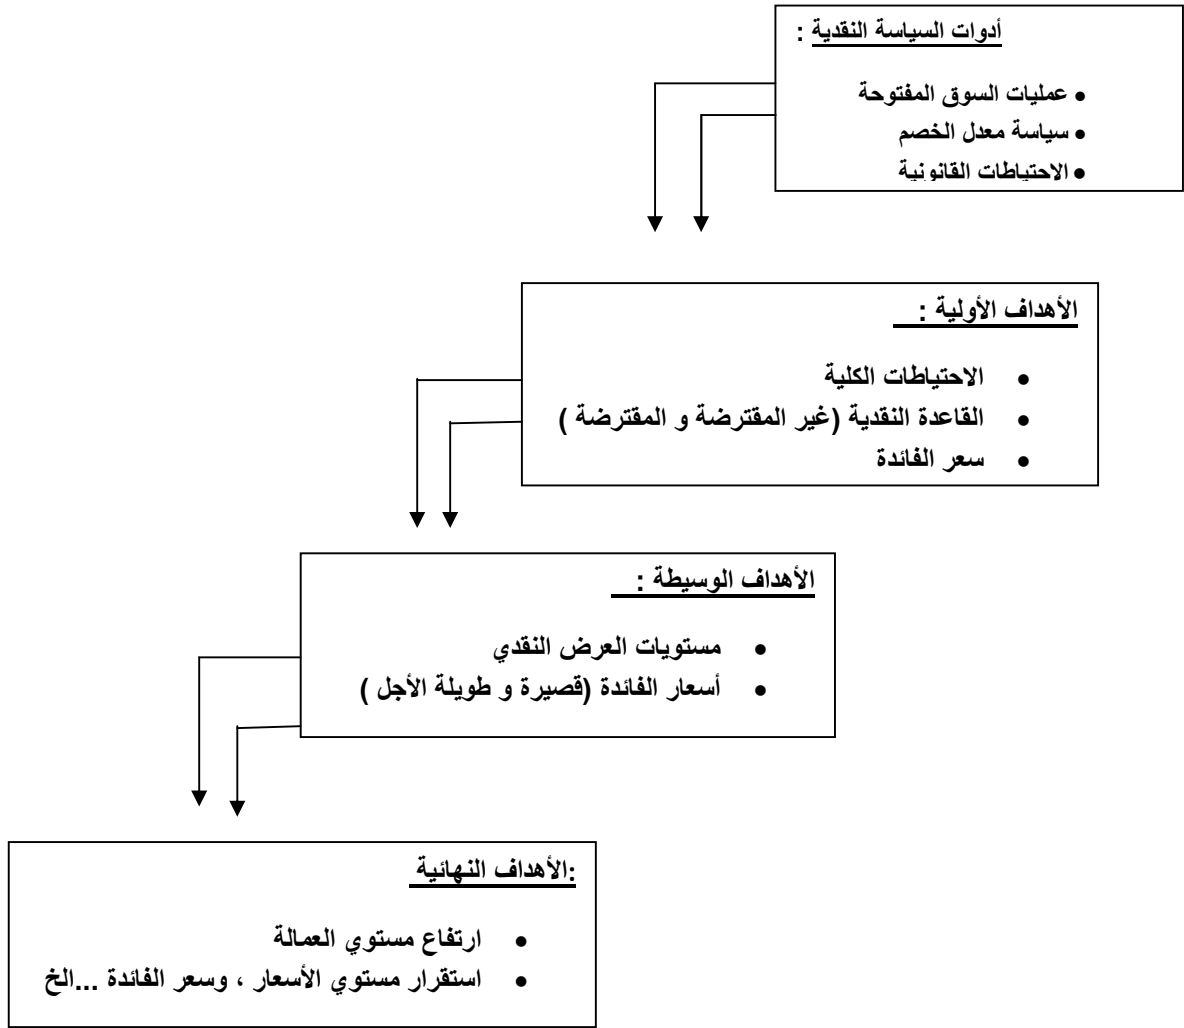 أدوات السياسة النقدية :
• عمليات السوق المفتوحة
• سياسة معدل الخصم
• الاحتياطات القانونية
الأهداف الأولية :
• الاحتياطات الكلية
• القاعدة النقدية (غير المقترضة و المقترضة )
• سعر الفائدة
الأهداف الوسيطة :
• مستويات العرض النقدي
• أسعار الفائدة (قصيرة و طويلة الأجل )
:الأهداف النهائية
• ارتفاع مستوي العمالة
• استقرار مستوي الأسعار ، وسعر الفائدة ...الخ